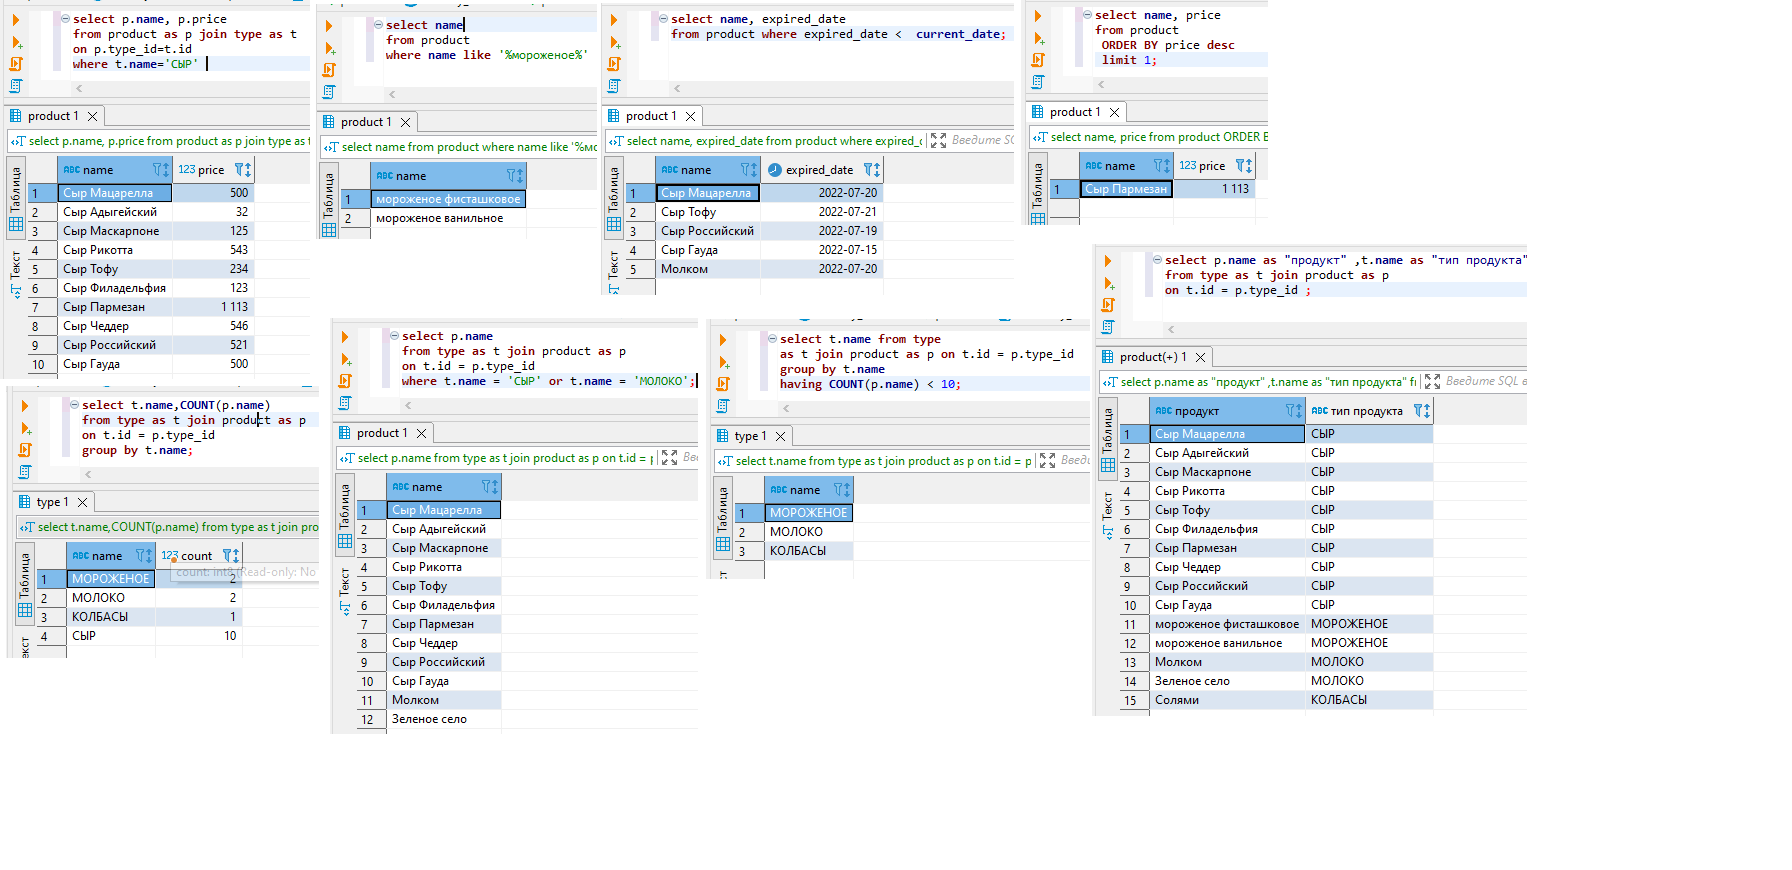 select p.name, p.price
from product as p join type as t
on p.type_id=t.id
where t.name='СЫР'
product 1
select p.name, p.price from product as p join type as t
Таблица
Текст
ABC name
123 price
1 Сыр Мацарелла 500
2 Сыр Адыгейский 32
3 Сыр Маскарпоне 125
4 Сыр Рикотта 543
5 Сыр Тофу 234
6 Сыр Филадельфия 123
7 Сыр Пармезан 1 113
8 Сыр Чеддер 546
9 Сыр Российский 521
10 Сыр Гауда 500
select name
from product
where name like '%мороженое%'
product 1
select name from product where name like '%мо
Таблица
ABC name
1 мороженое фисташковое
2 мороженое ванильное
select name, expired_date
from product where expired_date < current_date;
product 1
select name, expired_date from product where expired_c
Введите SQ
Таблица
Текст
ABC name
expired_date
1 Сыр Мацарелла 2022-07-20
2 Сыр Тофу 2022-07-21
3 Сыр Российский 2022-07-19
4 Сыр Гауда 2022-07-15
5 Молком 2022-07-20
select name, price
from product
ORDER BY price desc
limit 1;
product 1
select name, price from product ORDER E
Таблица
ABC name
123 price
1 Сыр Пармезан 1 113
select p.name as "продукт" ,t.name as "тип продукта"
from type as t join product as p
on t.id = p.type_id ;
product(+) 1
select p.name as "продукт" ,t.name as "тип продукта" fı
Введите SQL в
Таблица
Текст
ABC продукт
ABC тип продукта
1 Сыр Мацарелла СЫР
2 Сыр Адыгейский СЫР
3 Сыр Маскарпоне СЫР
4 Сыр Рикотта СЫР
5 Сыр Тофу СЫР
6 Сыр Филадельфия СЫР
7 Сыр Пармезан СЫР
8 Сыр Чеддер СЫР
9 Сыр Российский СЫР
10 Сыр Гауда СЫР
11 мороженое фисташковое МОРОЖЕНОЕ
12 мороженое ванильное МОРОЖЕНОЕ
13 Молком МОЛОКО
14 Зеленое село МОЛОКО
15 Солями КОЛБАСЫ
select p.name
from type as t join product as p
on t.id = p.type_id
where t.name = 'СЫР' or t.name = 'МОЛОКО';
product 1
select p.name from type as t join product as p on t.id = p
Вве
Таблица
Текст
ABC name
1 Сыр Мацарелла
2 Сыр Адыгейский
3 Сыр Маскарпоне
4 Сыр Рикотта
5 Сыр Тофу
6 Сыр Филадельфия
7 Сыр Пармезан
8 Сыр Чеддер
9 Сыр Российский
10 Сыр Гауда
11 Молком
12 Зеленое село
select t.name from type
as t join product as p on t.id = p.type_id
group by t.name
having COUNT(p.name) < 10;
type 1
select t.name from type as t join product as p on t.id = p
Введи
Таблица
ABC name
1 МОРОЖЕНОЕ
2 МОЛОКО
3 КОЛБАСЫ
select t.name,COUNT(p.name)
from type as t join product as p
on t.id = p.type_id
group by t.name;
type 1
select t.name,COUNT(p.name) from type as t join pro
Таблица
ABC name
123 count
count: int8 (Read-only: No
1 МОРОЖЕНОЕ 2
2 МОЛОКО 2
3 КОЛБАСЫ 1
4 СЫР 10